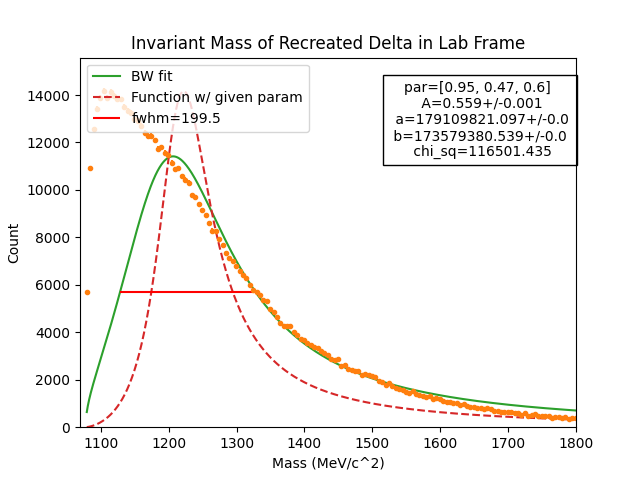 Invariant Mass of Recreated Delta in Lab Frame
BW fit
Function w/ given param
fwhm=199.5
par=[0.95, 0.47, 0.6]
A=0.559+/-0.001
a=179109821.097+/-0.0
b=173579380.539+/-0.0
chi_sq=116501.435
Count
14000
12000
10000
8000
6000
4000
2000
0
1100 1200 1300 1400 1500 1600 1700 1800
Mass (MeV/c^2)